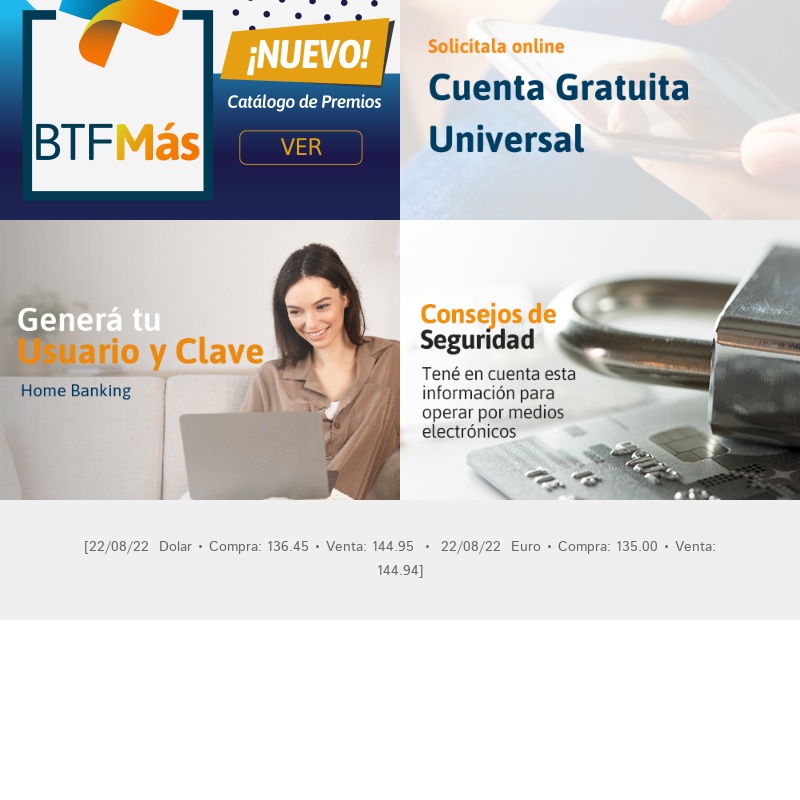 BTFMás
¡NUEVO!
Catálogo de Premios
VER
Solicitala online
Cuenta Gratuita
Universal
Generá tu
Usuario y Clave
Home Banking
Consejos de
Seguridad
Tené en cuenta esta
información para
operar por medios
electrónicos
[22/08/22 Dolar • Compra: 136.45 • Venta: 144.95 • 22/08/22 Euro • Compra: 135.00 • Venta:
144.94]